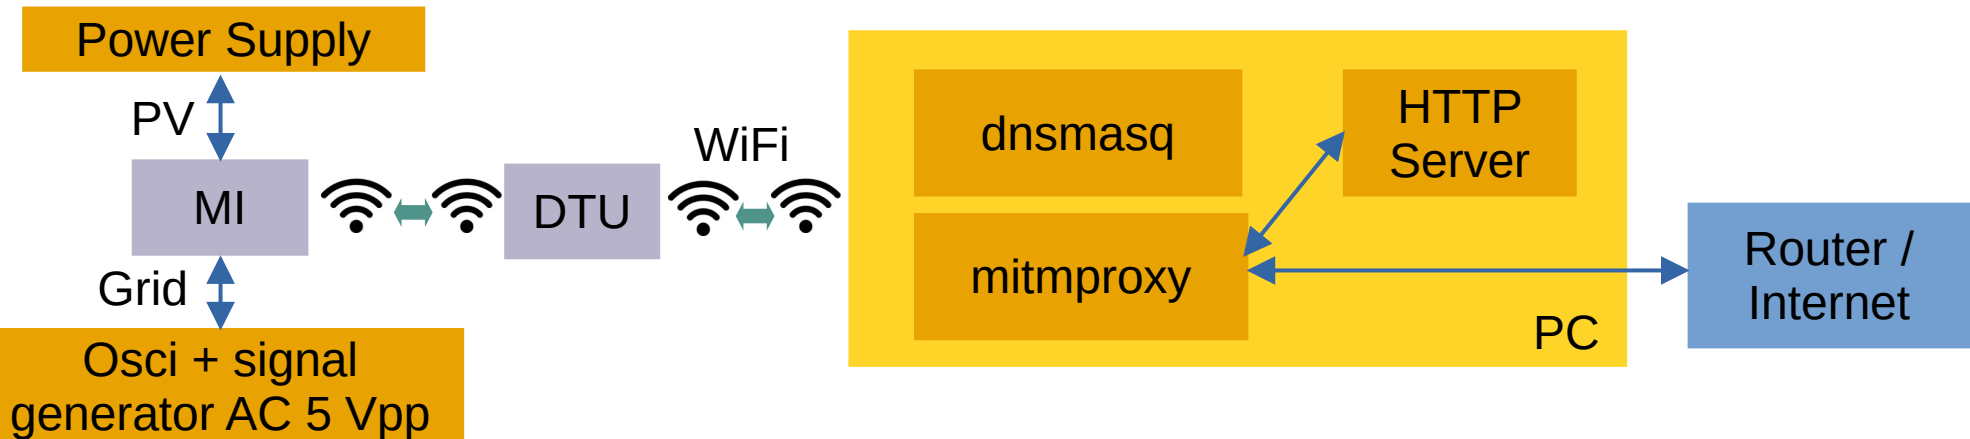 Power Supply
PV
MI
Grid
Osci + signal
generator AC 5 Vpp
DTU
WiFi
dnsmasq
mitmproxy
HTTP
Server
PC
Router /
Internet